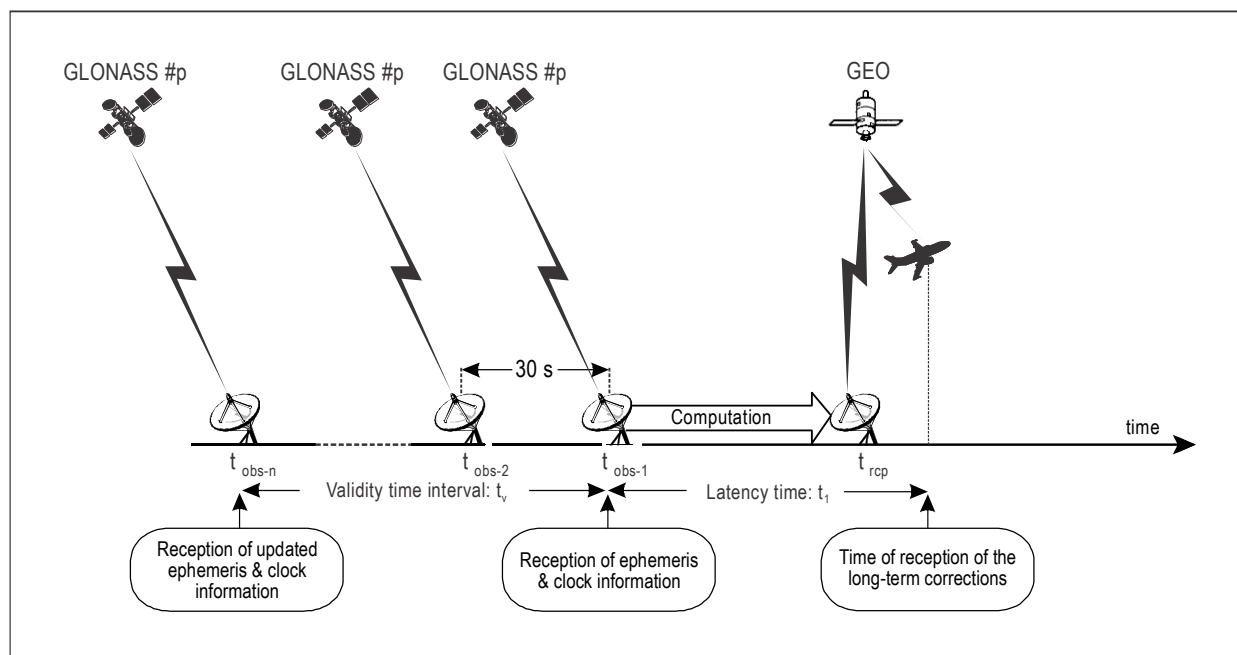 GLONASS #p
GLONASS #p
GLONASS #p
GEO
30 s
Computation
time
t obs-n
t obs-2
t obs-1
t rcp
Validity time interval: tv
Latency time: t1
Reception of updated
ephemeris & clock
information
Reception of ephemeris
& clock information
Time of reception of the
long-term corrections